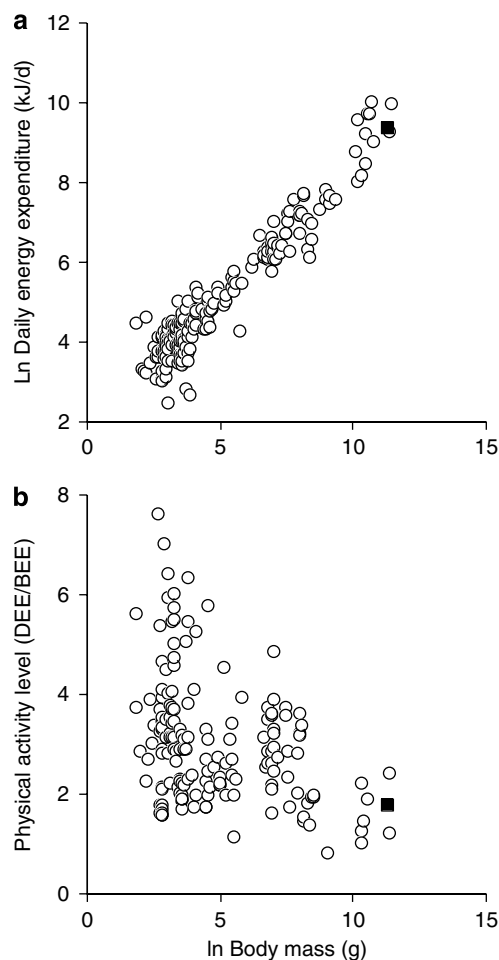 a
12
10
8
6
4
2
Ln Daily energy expenditure (kJ/d)
0 5 10 15
b
8
6
4
2
0
Physical activity level (DEE/BEE)
0 5 10 15
ln Body mass (g)